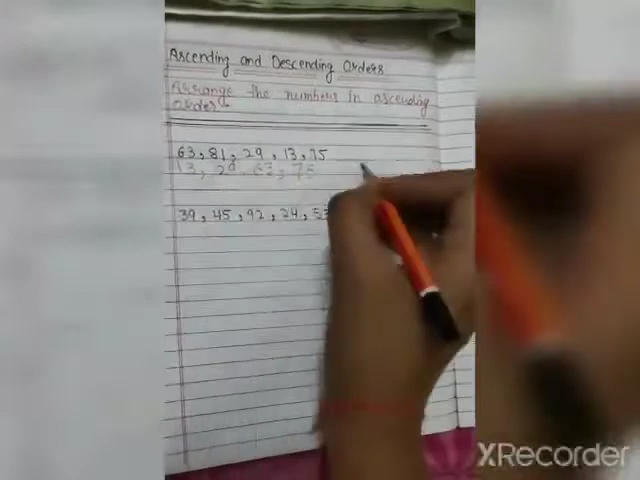 Ascending and Descending Orders
Arrange the numbers in ascending
order.
63, 81, 29, 13, 75
13, 29, 63, 75
39, 45, 92, 24, 53
XRecorder